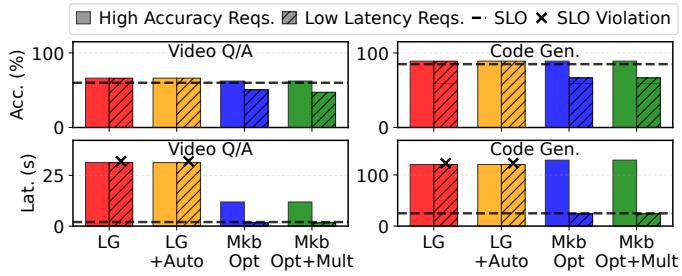 High Accuracy Reqs. Low Latency Reqs. SLO SLO Violation
Video Q/A Code Gen.
Acc. (%)
100
0
100
0
Video Q/A Code Gen.
Lat. (s)
25
0
100
0
LG LG +Auto Mkb Opt Mkb Opt+Mult
LG LG +Auto Mkb Opt Mkb Opt+Mult